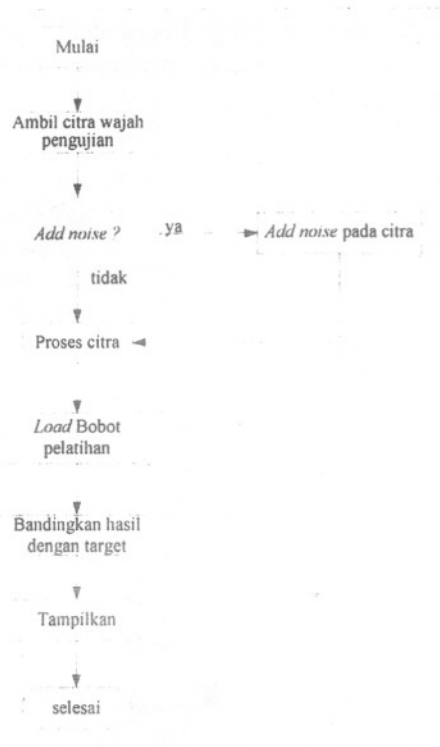 Mulai
Ambil citra wajah
pengujian
Add noise ?
ya
Add noise pada citra
tidak
Proses citra
Load Bobot
pelatihan
Bandingkan hasil
dengan target
Tampilkan
selesai